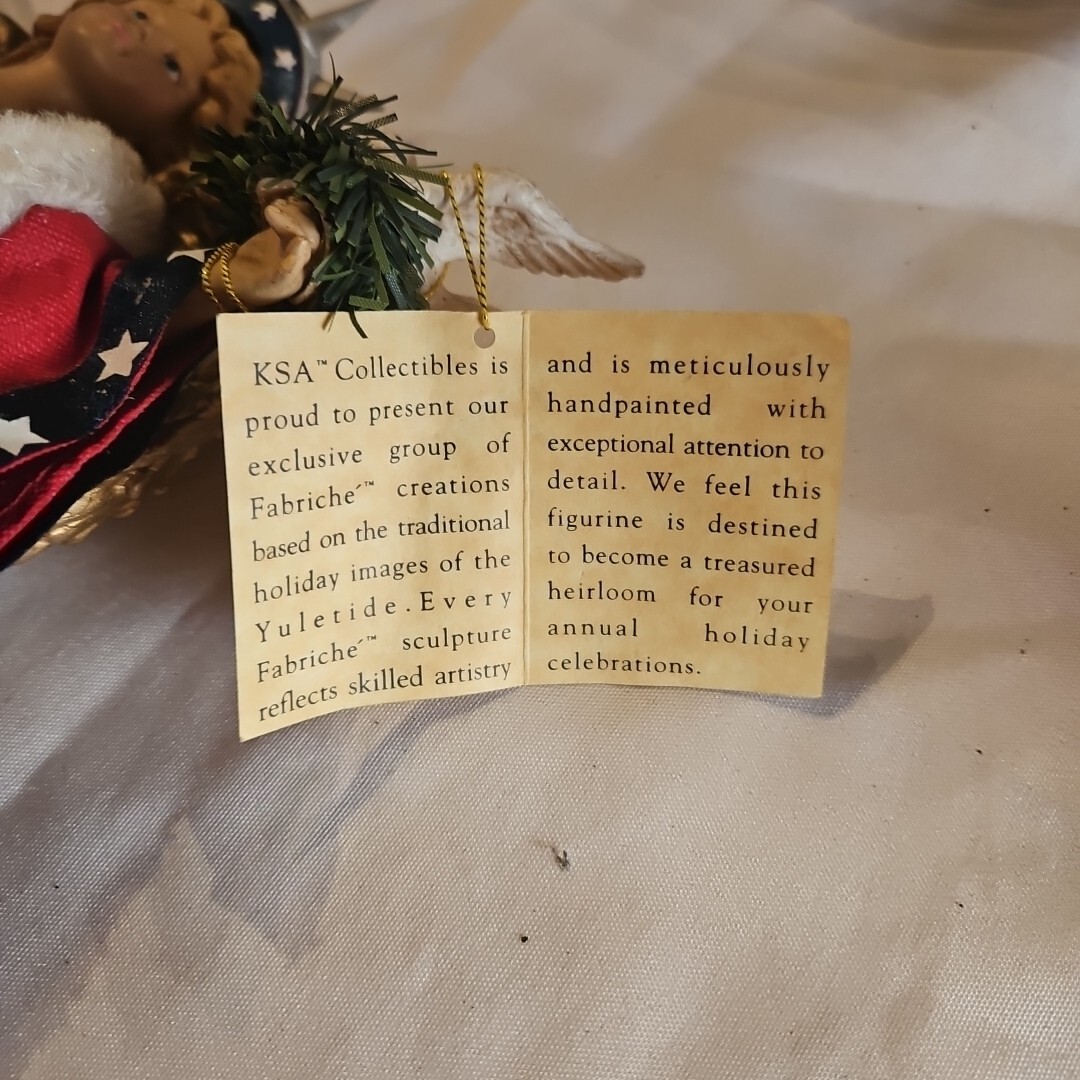 KSA™ Collectibles is
proud to present our
exclusive group of
Fabriche´™ creations
based on the traditional
holiday images of the
Yuletide. Every
Fabriche´™ sculpture
reflects skilled artistry
and is meticulously
handpainted with
exceptional attention to
detail. We feel this
figurine is destined
to become a treasured
heirloom for your
annual holiday
celebrations.